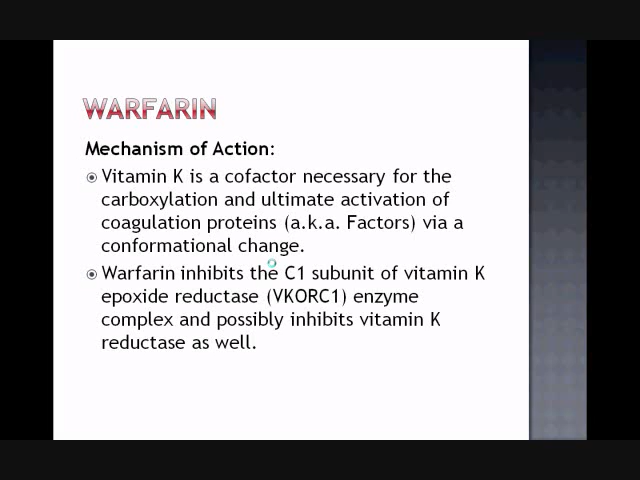 WARFARIN
Mechanism of Action:
Vitamin K is a cofactor necessary for the
carboxylation and ultimate activation of
coagulation proteins (a.k.a. Factors) via a
conformational change.
Warfarin inhibits the C1 subunit of vitamin K
epoxide reductase (VKORC1) enzyme
complex and possibly inhibits vitamin K
reductase as well.